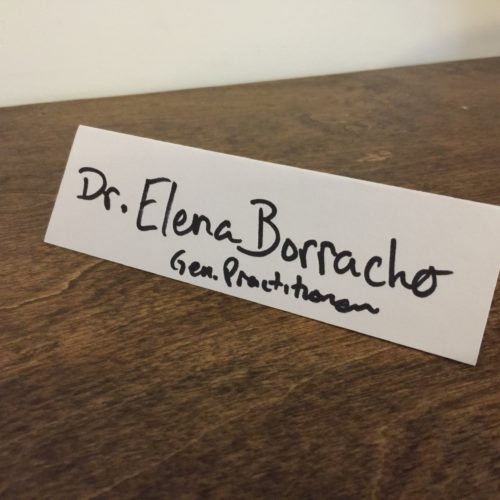 Dr. Elena Borracho
Gen. Practitioner